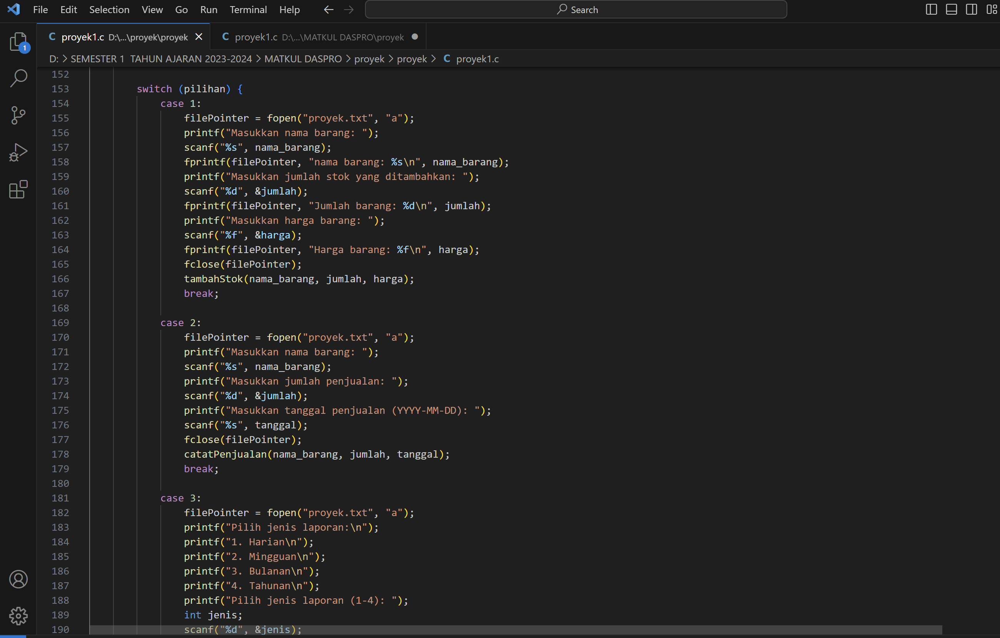 File Edit Selection View Go Run Terminal Help Search
1
C proyek1.c D:\...\proyek\proyek C proyek1.c D:\...\MATKUL DASPRO\proyek
D: > SEMESTER 1 TAHUN AJARAN 2023-2024 > MATKUL DASPRO > proyek > proyek > C proyek1.c
152
153 switch (pilihan) {
154 case 1:
155 filePointer = fopen("proyek.txt", "a");
156 printf("Masukkan nama barang: ");
157 scanf("%s", nama_barang);
158 fprintf(filePointer, "nama barang: %s\n", nama_barang);
159 printf("Masukkan jumlah stok yang ditambahkan: ");
160 scanf("%d", &jumlah);
161 fprintf(filePointer, "Jumlah barang: %d\n", jumlah);
162 printf("Masukkan harga barang: ");
163 scanf("%f", &harga);
164 fprintf(filePointer, "Harga barang: %f\n", harga);
165 fclose(filePointer);
166 tambahStok(nama_barang, jumlah, harga);
167 break;
168
169 case 2:
170 filePointer = fopen("proyek.txt", "a");
171 printf("Masukkan nama barang: ");
172 scanf("%s", nama_barang);
173 printf("Masukkan jumlah penjualan: ");
174 scanf("%d", &jumlah);
175 printf("Masukkan tanggal penjualan (YYYY-MM-DD): ");
176 scanf("%s", tanggal);
177 fclose(filePointer);
178 catatPenjualan(nama_barang, jumlah, tanggal);
179 break;
180
181 case 3:
182 filePointer = fopen("proyek.txt", "a");
183 printf("Pilih jenis laporan:\n");
184 printf("1. Harian\n");
185 printf("2. Mingguan\n");
186 printf("3. Bulanan\n");
187 printf("4. Tahunan\n");
188 printf("Pilih jenis laporan (1-4): ");
189 int jenis;
190 scanf("%d", &jenis);